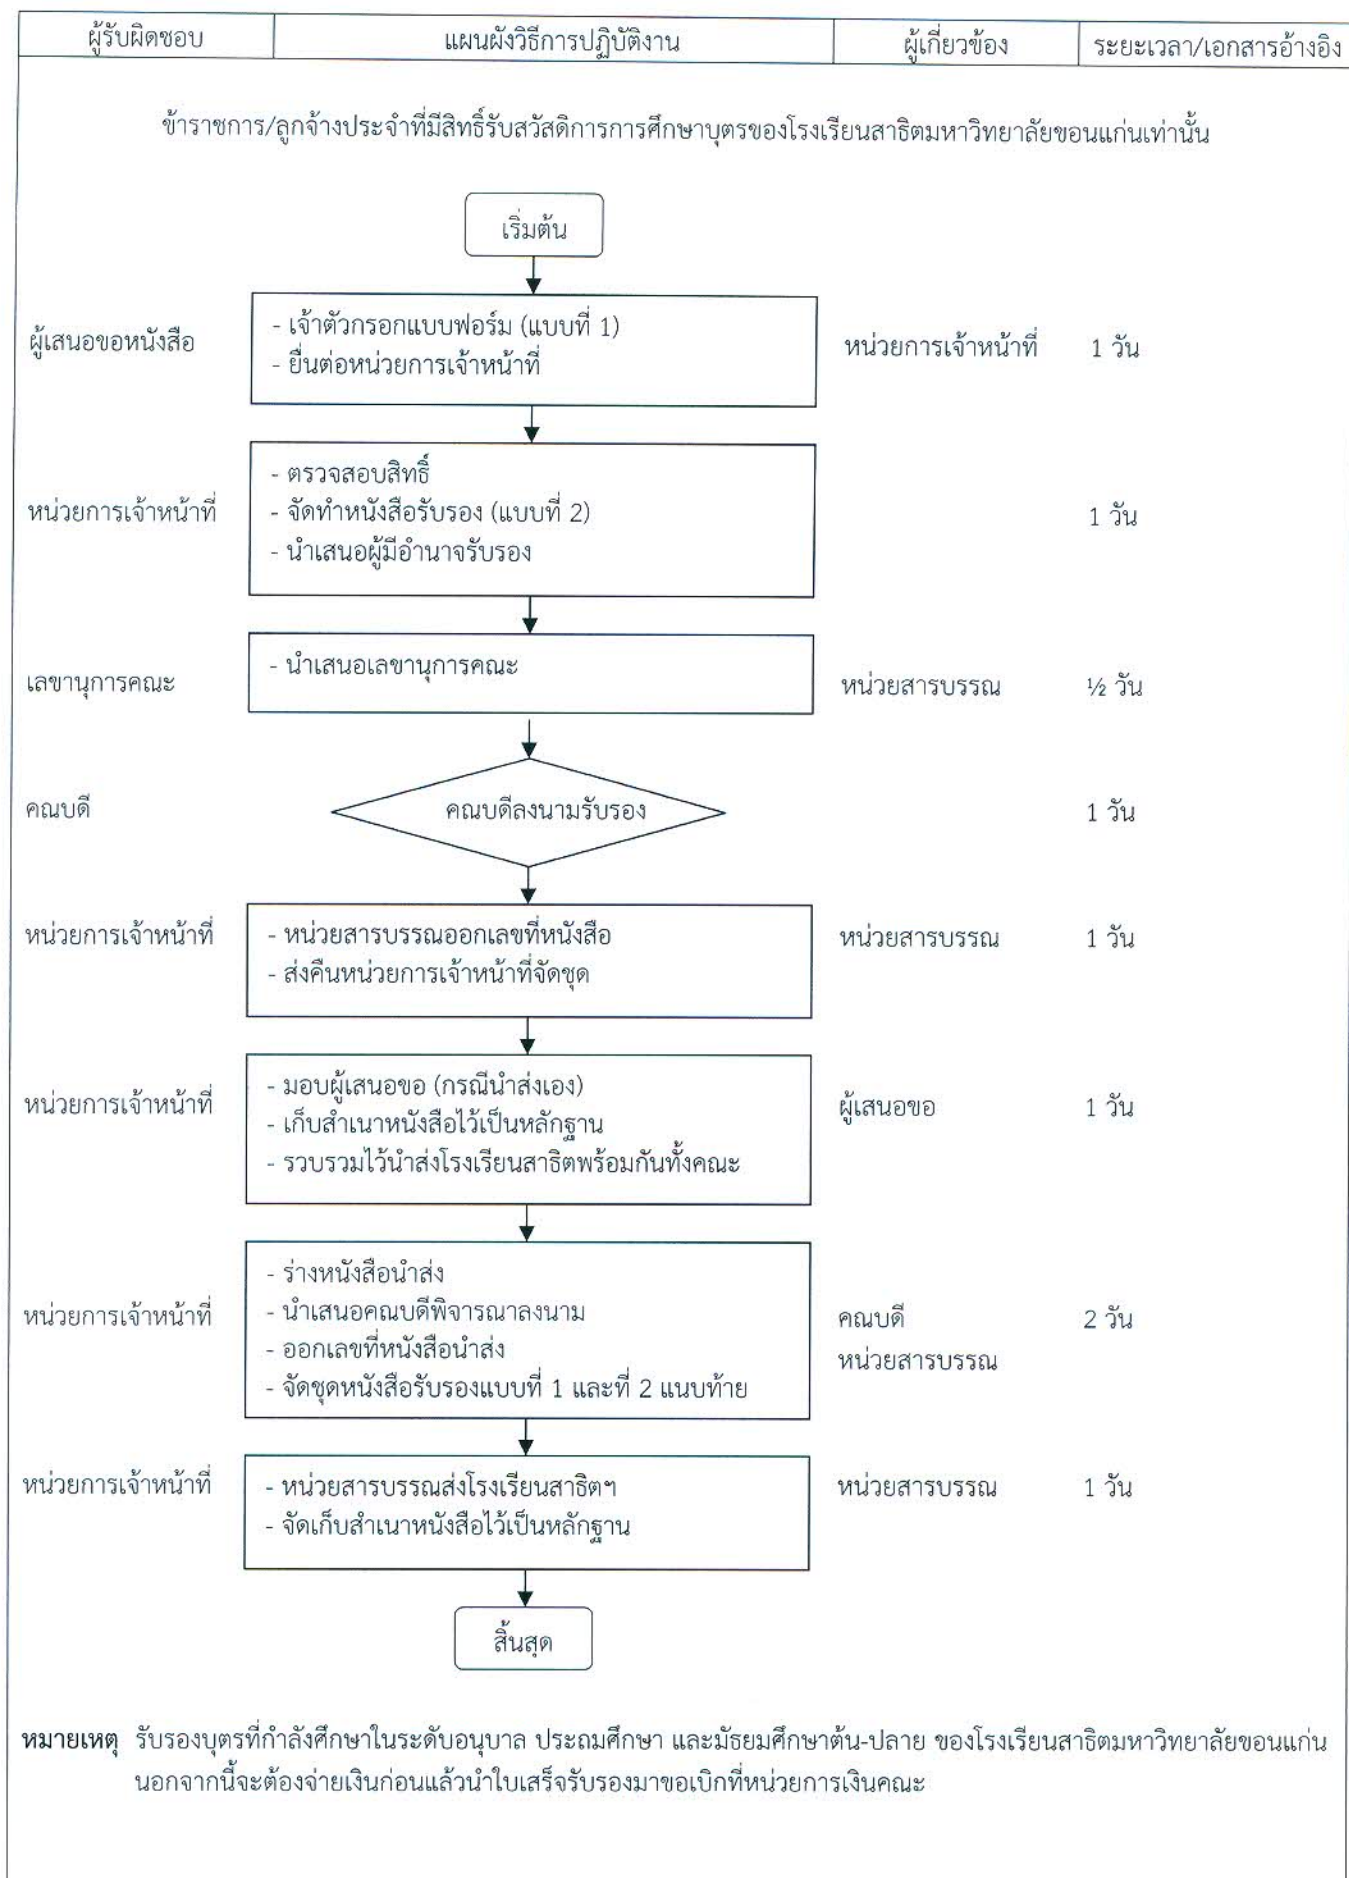 ผู้รับผิดชอบ แผนผังวิธีการปฏิบัติงาน ผู้เกี่ยวข้อง ระยะเวลา/เอกสารอ้างอิง
ข้าราชการ/ลูกจ้างประจำที่มีสิทธิ์รับสวัสดิการการศึกษาบุตรของโรงเรียนสาธิตมหาวิทยาลัยขอนแก่นเท่านั้น
เริ่มต้น
ผู้เสนอขอหนังสือ
- เจ้าตัวกรอกแบบฟอร์ม (แบบที่ 1)
- ยื่นต่อหน่วยการเจ้าหน้าที่
หน่วยการเจ้าหน้าที่ 1 วัน
หน่วยการเจ้าหน้าที่
- ตรวจสอบสิทธิ์
- จัดทำหนังสือรับรอง (แบบที่ 2)
- นำเสนอผู้มีอำนาจรับรอง
1 วัน
เลขานุการคณะ
- นำเสนอเลขานุการคณะ
หน่วยสารบรรณ ½ วัน
คณบดี
คณบดีลงนามรับรอง
1 วัน
หน่วยการเจ้าหน้าที่
- หน่วยสารบรรณออกเลขที่หนังสือ
- ส่งคืนหน่วยการเจ้าหน้าที่จัดชุด
หน่วยสารบรรณ 1 วัน
หน่วยการเจ้าหน้าที่
- มอบผู้เสนอขอ (กรณีนำส่งเอง)
- เก็บสำเนาหนังสือไว้เป็นหลักฐาน
- รวบรวมไว้นำส่งโรงเรียนสาธิตพร้อมกันทั้งคณะ
ผู้เสนอขอ 1 วัน
หน่วยการเจ้าหน้าที่
- ร่างหนังสือนำส่ง
- นำเสนอคณบดีพิจารณาลงนาม
- ออกเลขที่หนังสือนำส่ง
- จัดชุดหนังสือรับรองแบบที่ 1 และที่ 2 แนบท้าย
คณบดี 2 วัน
หน่วยสารบรรณ
หน่วยการเจ้าหน้าที่
- หน่วยสารบรรณส่งโรงเรียนสาธิตฯ
- จัดเก็บสำเนาหนังสือไว้เป็นหลักฐาน
หน่วยสารบรรณ 1 วัน
สิ้นสุด
หมายเหตุ รับรองบุตรที่กำลังศึกษาในระดับอนุบาล ประถมศึกษา และมัธยมศึกษาต้น-ปลาย ของโรงเรียนสาธิตมหาวิทยาลัยขอนแก่น
นอกจากนี้จะต้องจ่ายเงินก่อนแล้วนำใบเสร็จรับรองมาขอเบิกที่หน่วยการเงินคณะ